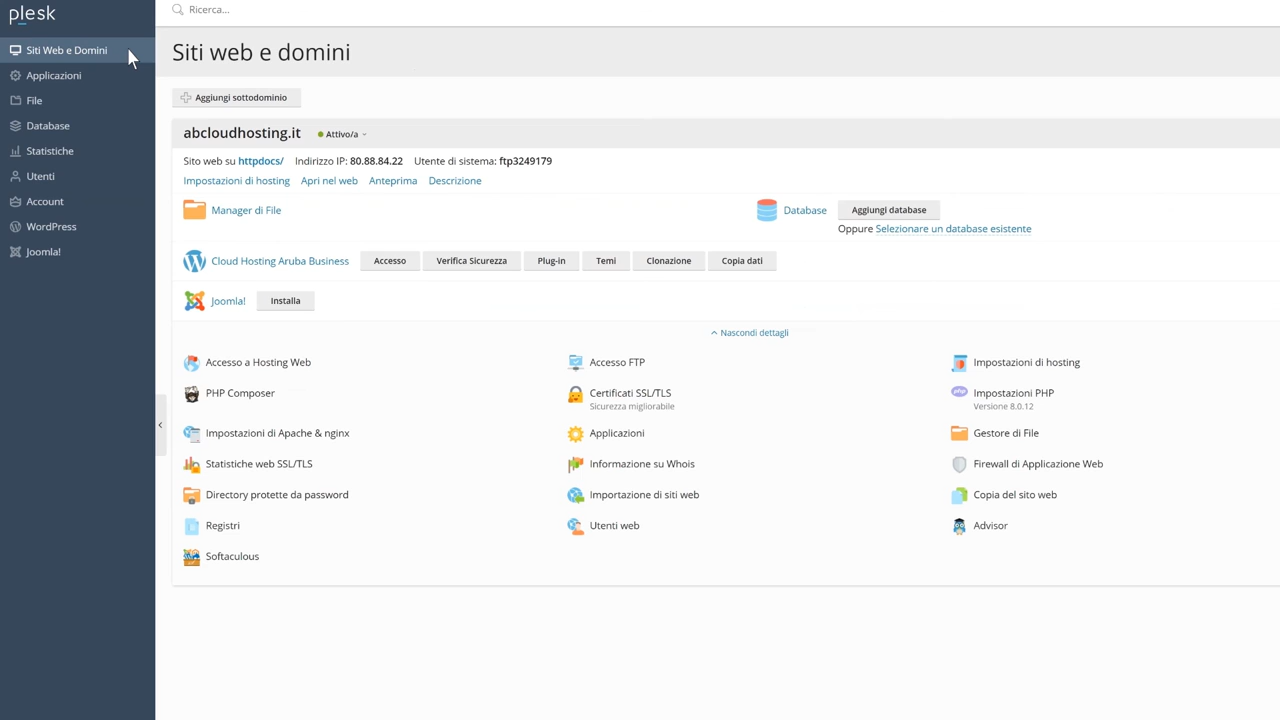 plesk
Ricerca...
Siti Web e Domini
Applicazioni
File
Database
Statistiche
Utenti
Account
WordPress
Joomla!
Siti web e domini
Aggiungi sottodominio
abcloudhosting.it Attivo/a
Sito web su httpdocs/ Indirizzo IP: 80.88.84.22 Utente di sistema: ftp3249179
Impostazioni di hosting Apri nel web Anteprima Descrizione
Manager di File Database Aggiungi database
Oppure Selezionare un database esistente
Cloud Hosting Aruba Business Accesso Verifica Sicurezza Plug-in Temi Clonazione Copia dati
Joomla! Installa
Nascondi dettagli
Accesso a Hosting Web Accesso FTP Impostazioni di hosting
PHP Composer Certificati SSL/TLS Impostazioni PHP
Sicurezza migliorabile Versione 8.0.12
Impostazioni di Apache & nginx Applicazioni Gestore di File
Statistiche web SSL/TLS Informazione su Whois Firewall di Applicazione Web
Directory protette da password Importazione di siti web Copia del sito web
Registri Utenti web Advisor
Softaculous